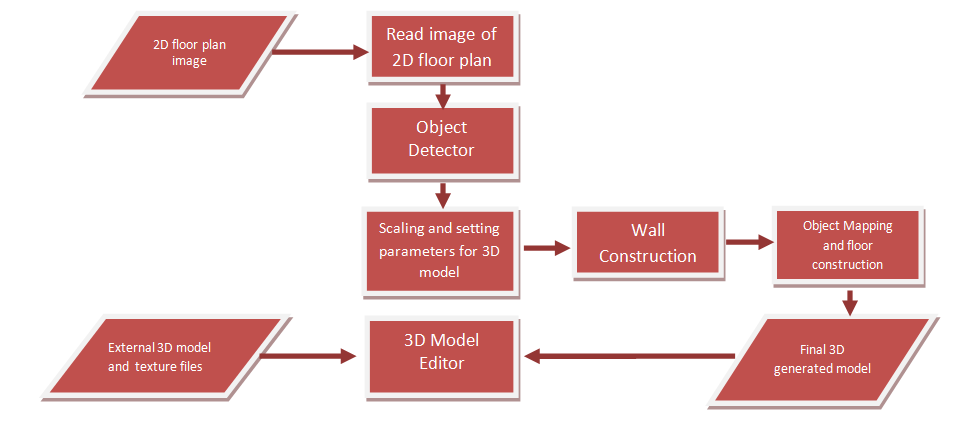 2D floor plan
image
Read image of
2D floor plan
Object
Detector
Scaling and setting
parameters for 3D
model
Wall
Construction
Object Mapping
and floor
construction
External 3D model
and texture files
3D Model
Editor
Final 3D
generated model